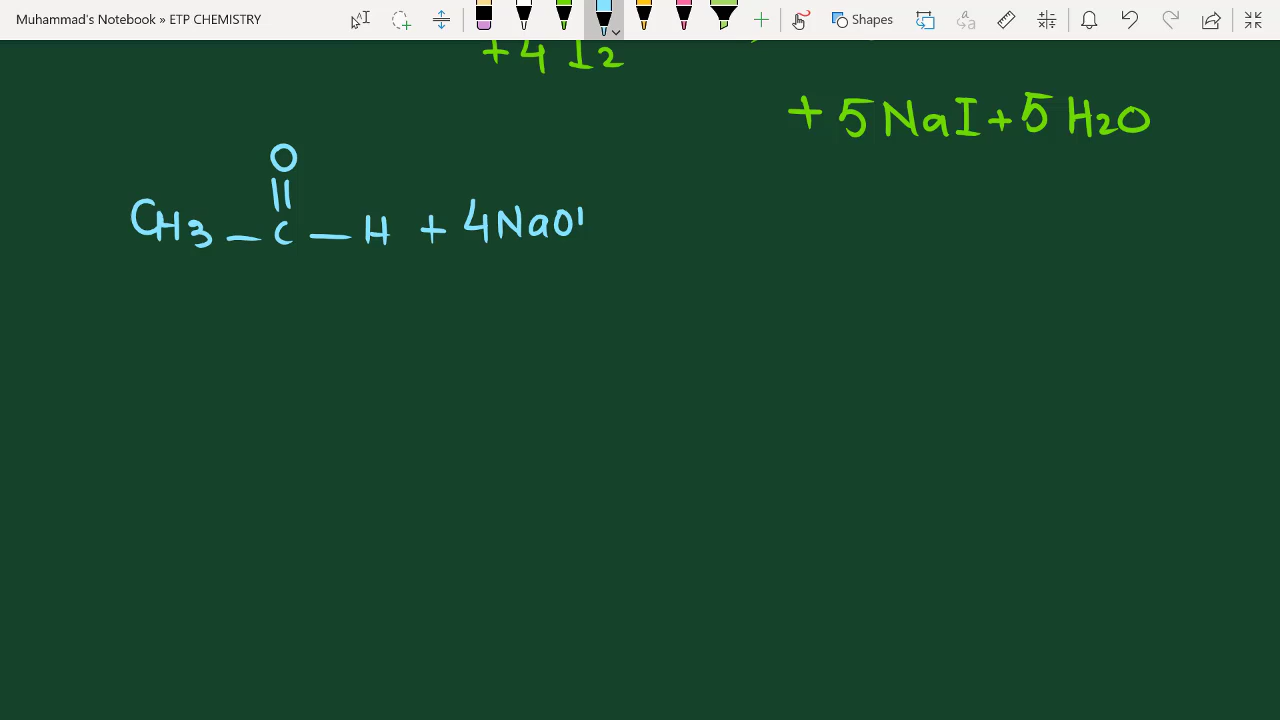 Muhammad's Notebook » ETP CHEMISTRY
Shapes
+ 4 I2
+ 5 NaI + 5 H2O
O
CH3 – C – H + 4NaO